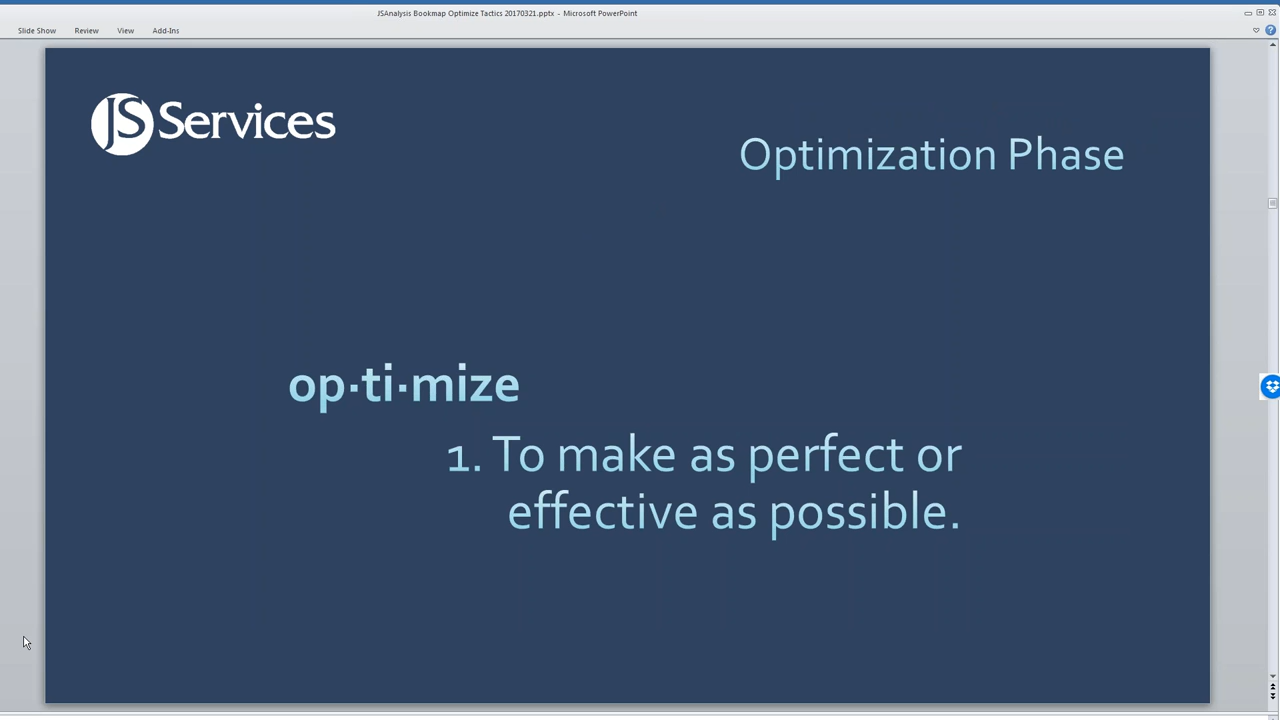 JSAnalysis Bookmap Optimize Tactics 20170321.pptx - Microsoft PowerPoint
Slide Show Review View Add-Ins
JS Services
Optimization Phase
op·ti·mize
1. To make as perfect or
effective as possible.